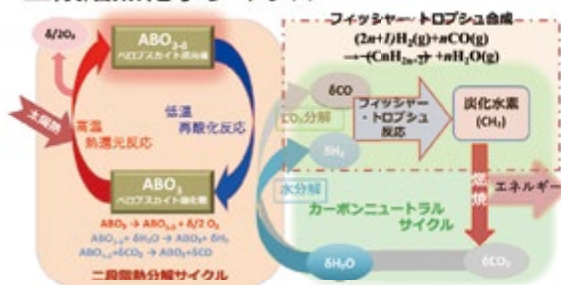 δ/2O₂
ABO₃₋δ
ペロブスカイト還元後
太陽熱
高温
熱還元反応
低温
再酸化反応
ABO₃
ペロブスカイト酸化物
ABO₃ → ABO₃₋δ + δ/2 O₂
ABO₃₋δ + δH₂O → ABO₃ + δH₂
ABO₃₋δ+δCO₂ → ABO₃+δCO
二段階熱分解サイクル
フィッシャー・トロプシュ合成
(2n+1)H₂(g)+nCO(g)
→(CnH₂ₙ₊₂) +nH₂O(g)
δCO
CO₂分解
フィッシャー
・トロプシュ
反応
炭化水素
(CH₂)
δH₂
水分解
燃焼
エネルギー
カーボンニュートラル
サイクル
δH₂O
δCO₂